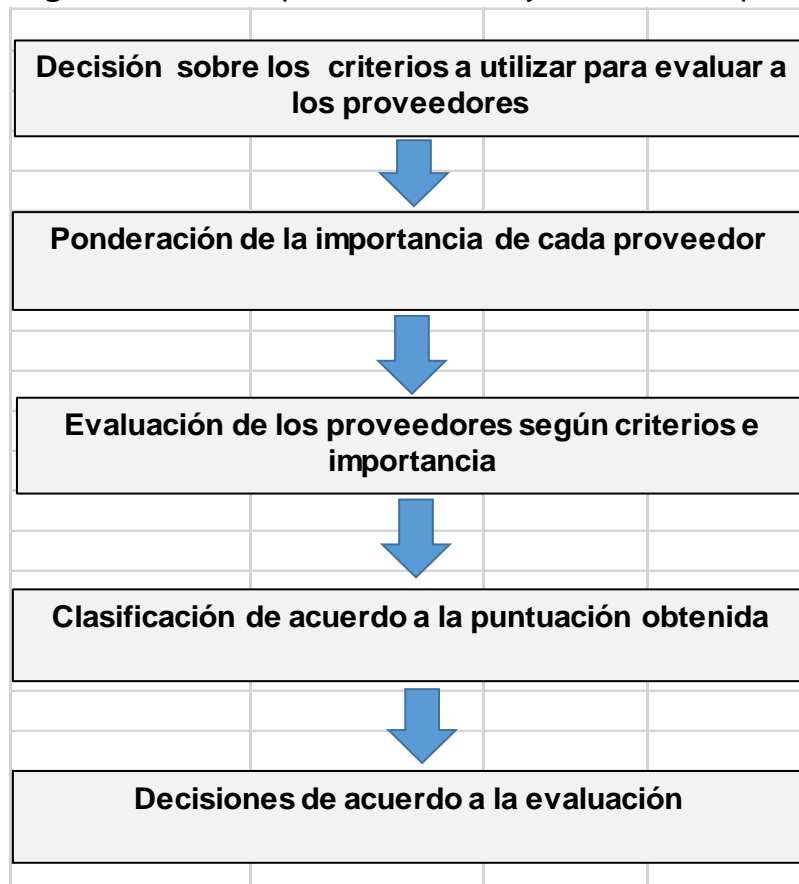 Decisión sobre los criterios a utilizar para evaluar a
los proveedores
Ponderación de la importancia de cada proveedor
Evaluación de los proveedores según criterios e
importancia
Clasificación de acuerdo a la puntuación obtenida
Decisiones de acuerdo a la evaluación